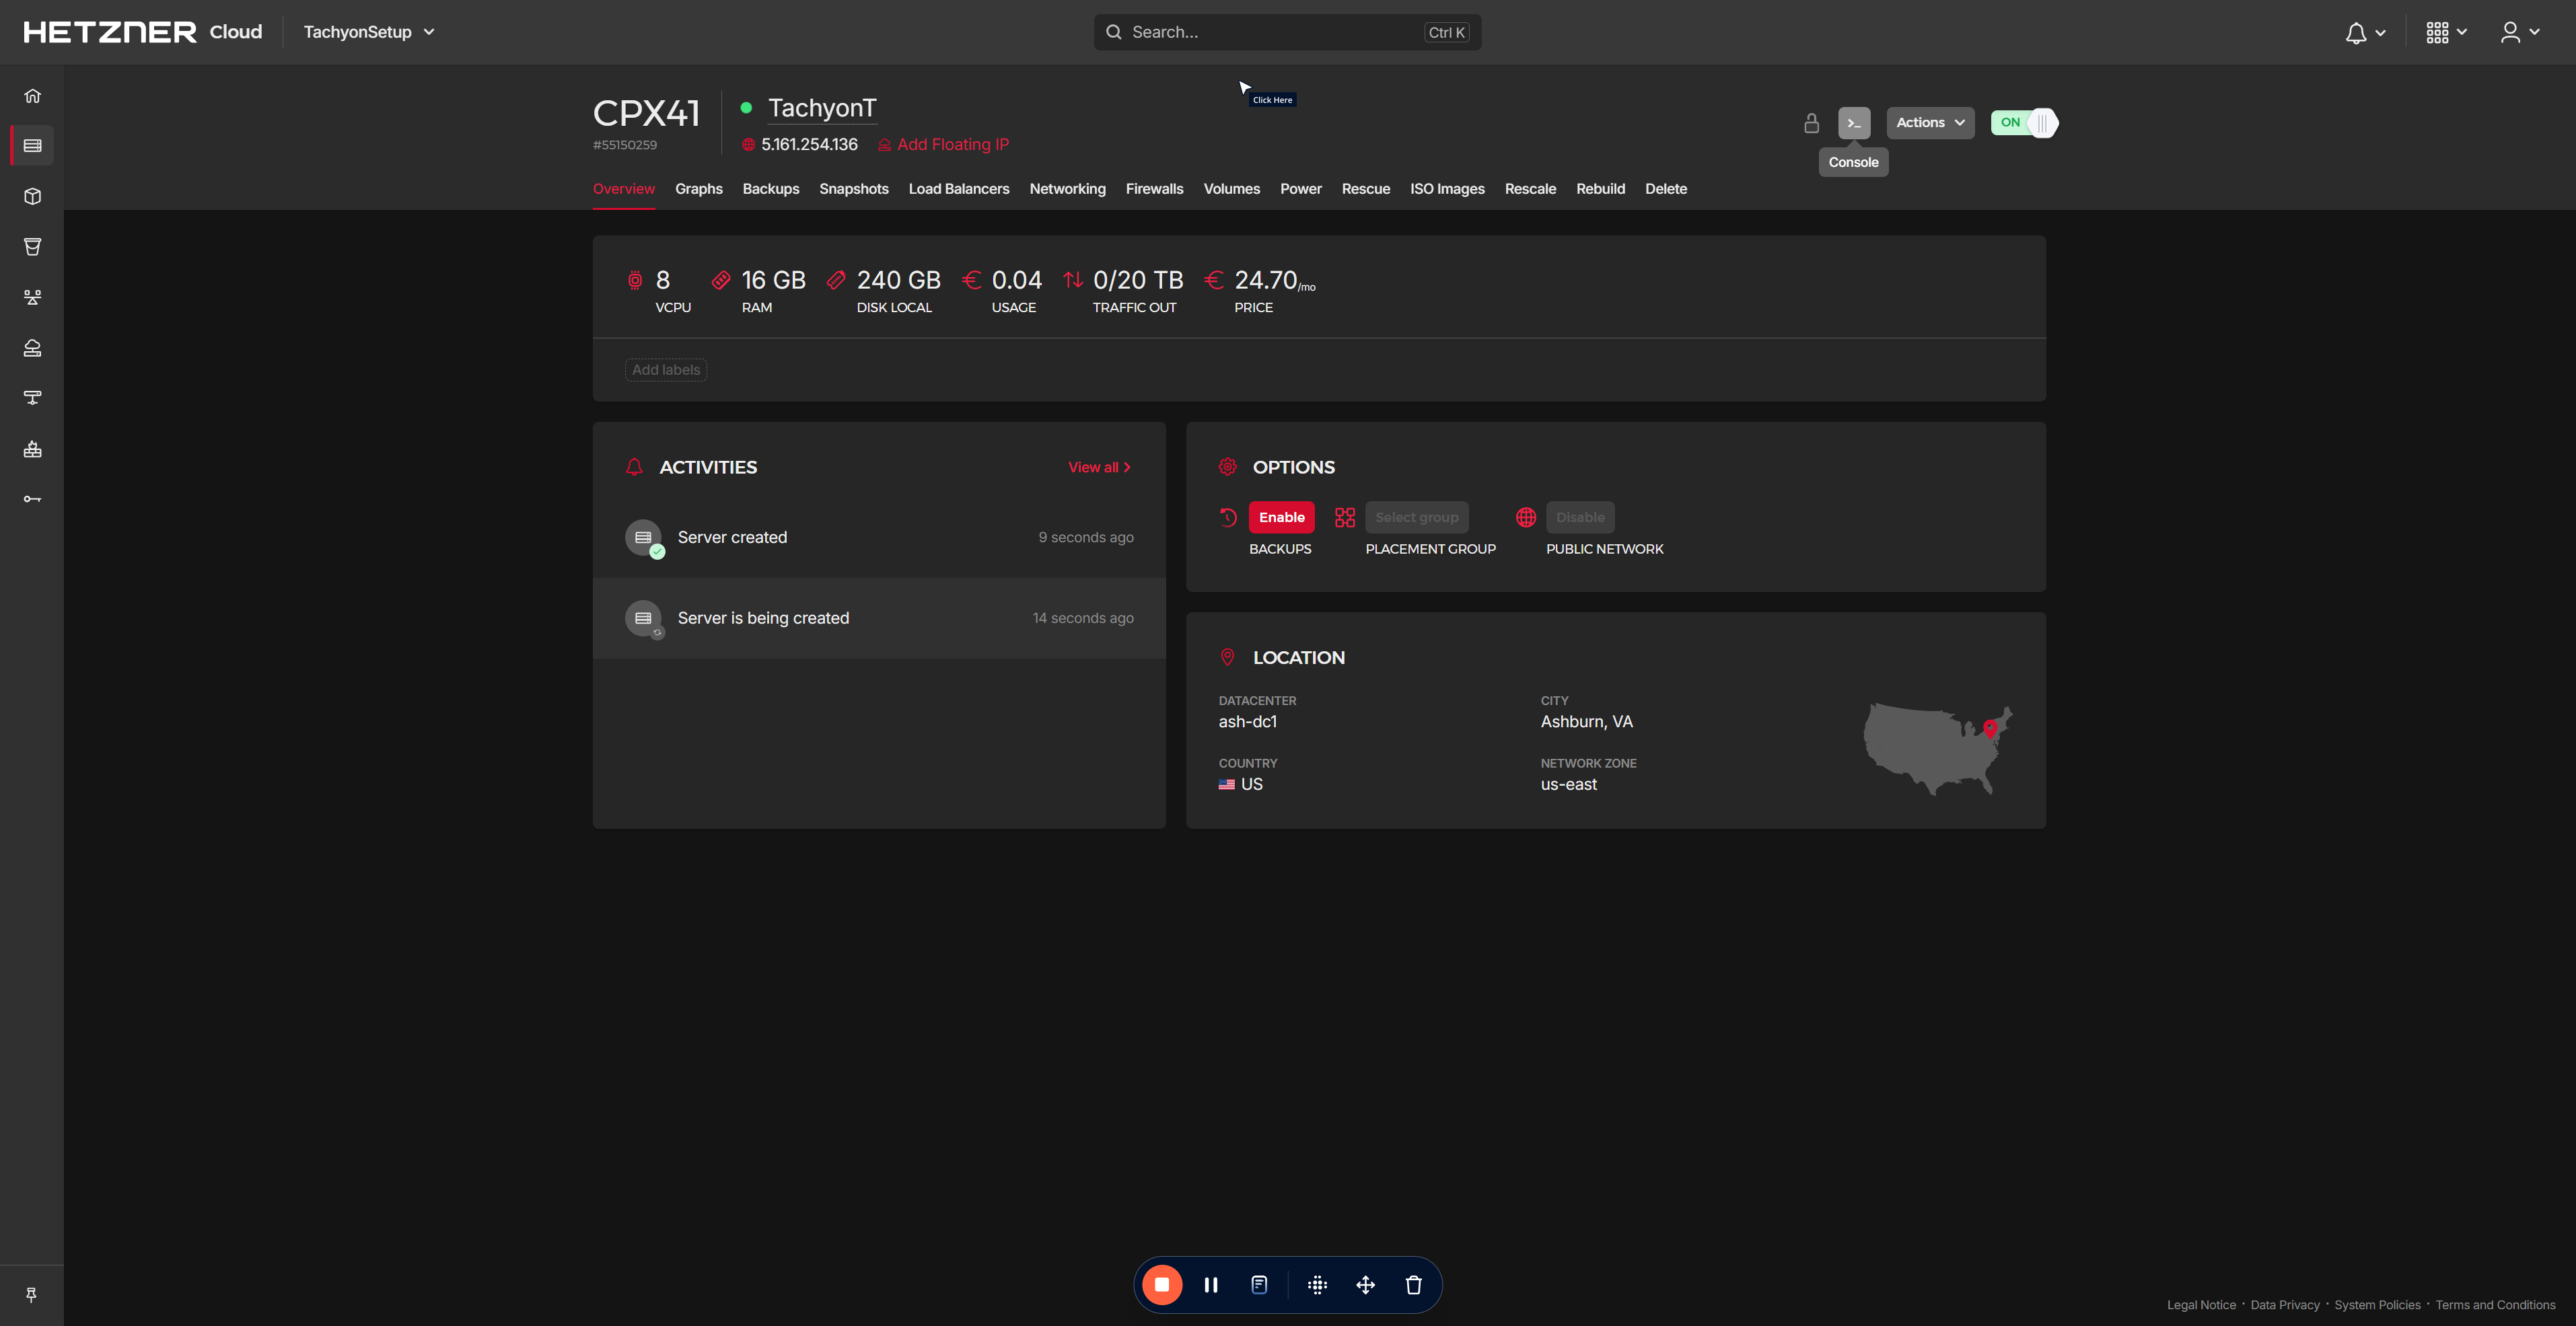 HETZNER Cloud TachyonSetup
Search... Ctrl K
Click Here
CPX41
#55150259
TachyonT
5.161.254.136 Add Floating IP
Actions ON
Console
Overview Graphs Backups Snapshots Load Balancers Networking Firewalls Volumes Power Rescue ISO Images Rescale Rebuild Delete
8 16 GB 240 GB 0.04 0/20 TB 24.70/mo
VCPU RAM DISK LOCAL USAGE TRAFFIC OUT PRICE
Add labels
ACTIVITIES View all
Server created 9 seconds ago
Server is being created 14 seconds ago
OPTIONS
Enable Select group Disable
BACKUPS PLACEMENT GROUP PUBLIC NETWORK
LOCATION
DATACENTER CITY
ash-dc1 Ashburn, VA
COUNTRY NETWORK ZONE
US us-east
Legal Notice · Data Privacy · System Policies · Terms and Conditions